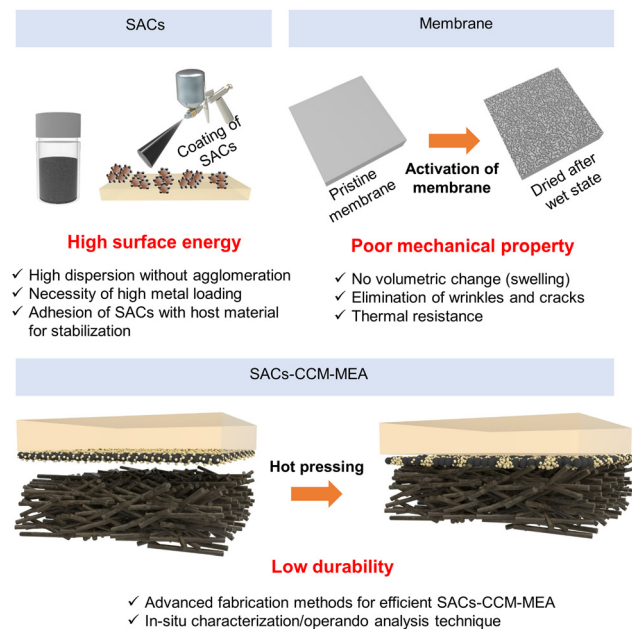 SACs
Coating of
SACs
High surface energy
✓ High dispersion without agglomeration
✓ Necessity of high metal loading
✓ Adhesion of SACs with host material
for stabilization
Membrane
Pristine
membrane
Activation of
membrane
Dried after
wet state
Poor mechanical property
✓ No volumetric change (swelling)
✓ Elimination of wrinkles and cracks
✓ Thermal resistance
SACs-CCM-MEA
Hot pressing
Low durability
✓ Advanced fabrication methods for efficient SACs-CCM-MEA
✓ In-situ characterization/operando analysis technique